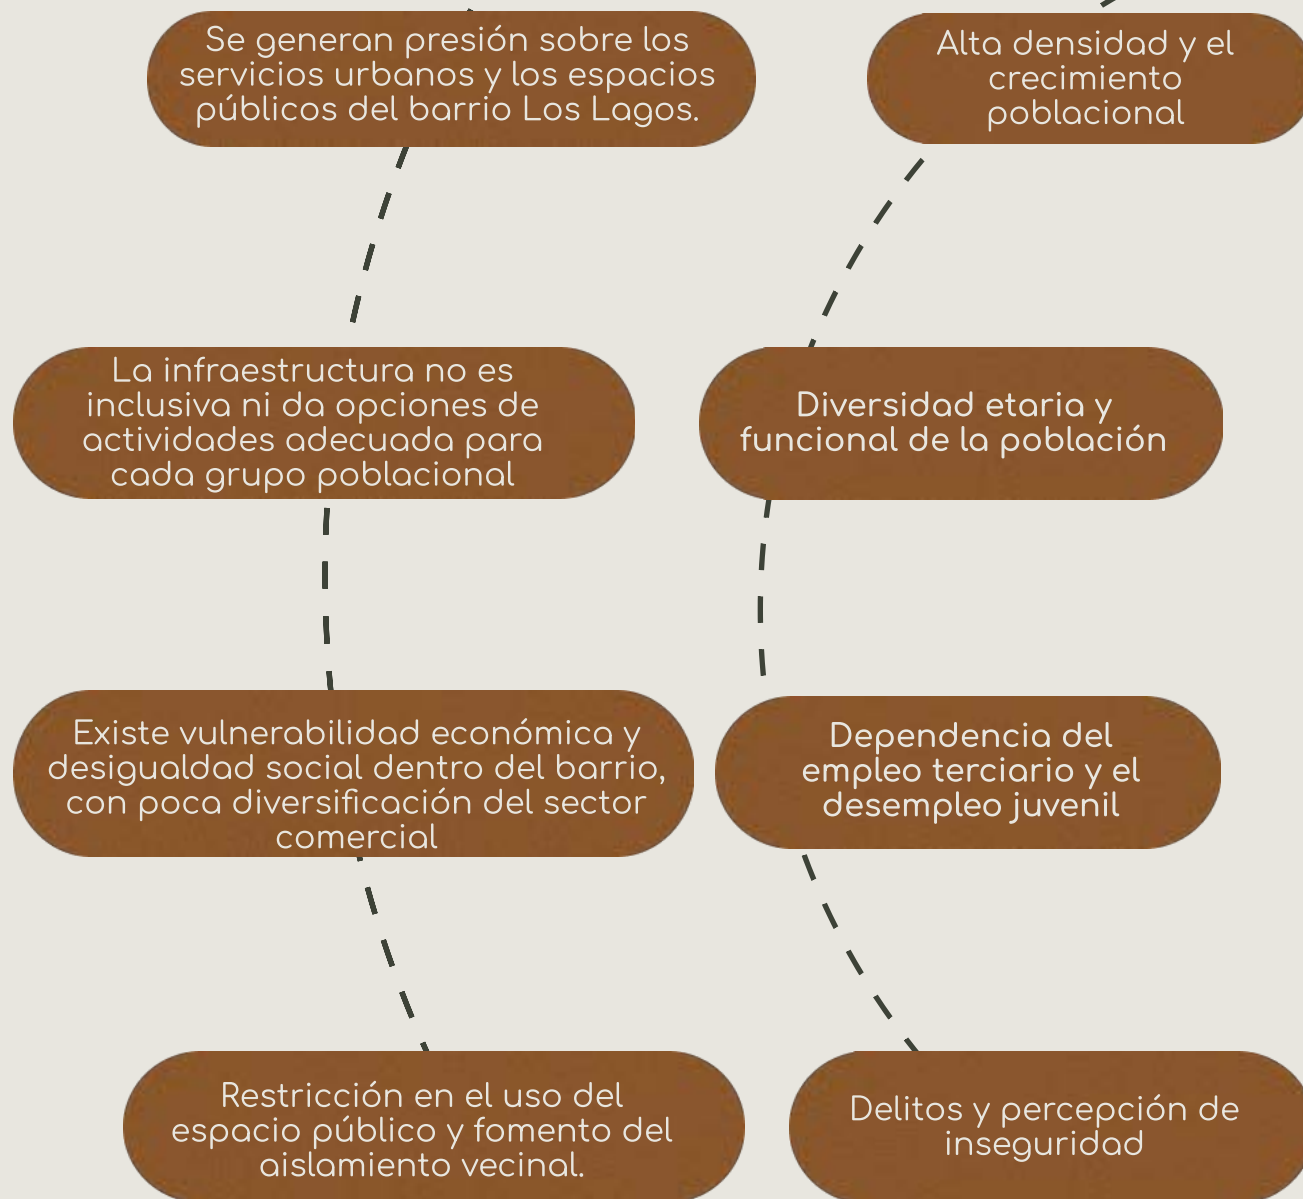 Se generan presión sobre los
servicios urbanos y los espacios
públicos del barrio Los Lagos.
Alta densidad y el
crecimiento
poblacional
La infraestructura no es
inclusiva ni da opciones de
actividades adecuada para
cada grupo poblacional
Diversidad etaria y
funcional de la población
Existe vulnerabilidad económica y
desigualdad social dentro del barrio,
con poca diversificación del sector
comercial
Dependencia del
empleo terciario y el
desempleo juvenil
Restricción en el uso del
espacio público y fomento del
aislamiento vecinal.
Delitos y percepción de
inseguridad